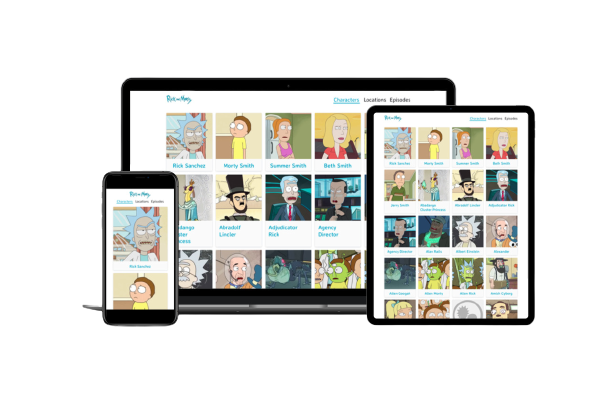 Rick and Morty
Characters Locations Episodes
Rick Sanchez Morty Smith Summer Smith Beth Smith
Abradolf Lincler
Adjudicator Rick
Agency Director
Rick and Morty
Characters Locations Episodes
Rick Sanchez
Rick and Morty
Characters Locations Episodes
Rick Sanchez Morty Smith Summer Smith Beth Smith
Jerry Smith Abadango Cluster Princess Abradolf Lincler Adjudicator Rick
Agency Director Alan Rails Albert Einstein Alexander
Alexa Googer Alien Morty Alien Rick Amish Cyborg